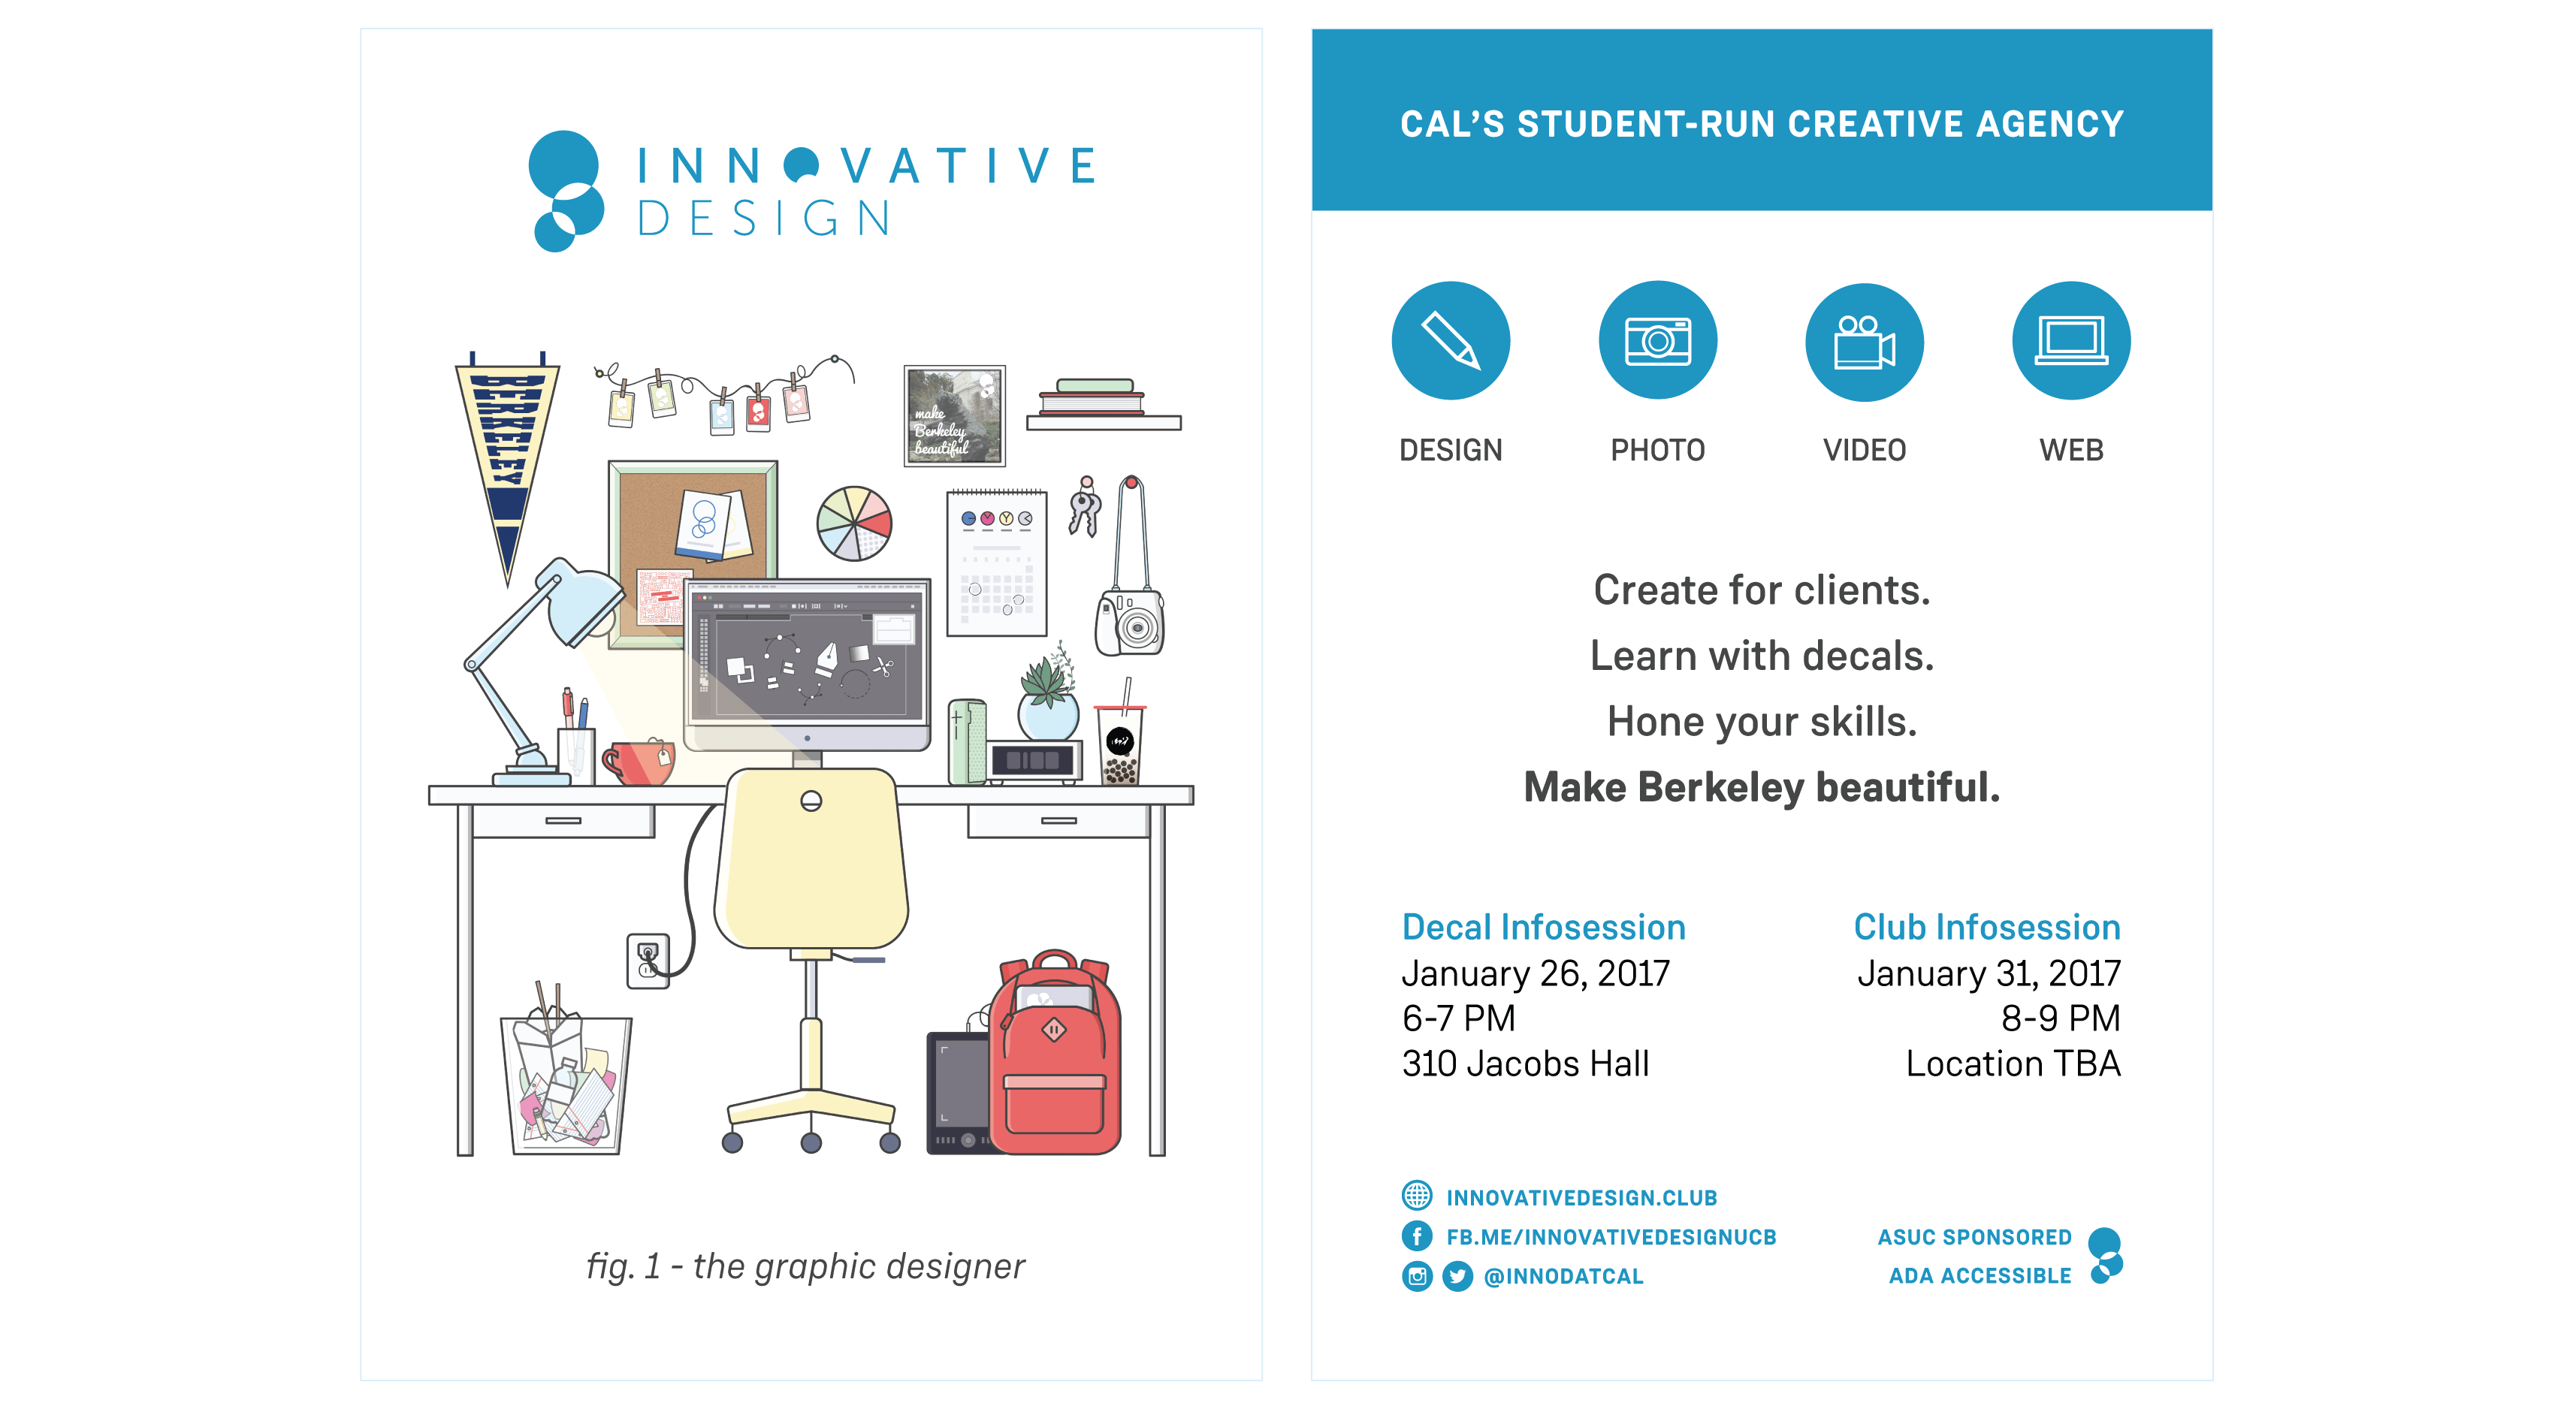 INNOVATIVE
DESIGN
BERKELEY
make
Berkeley
beautiful
fig. 1 - the graphic designer
CAL’S STUDENT-RUN CREATIVE AGENCY
DESIGN
PHOTO
VIDEO
WEB
Create for clients.
Learn with decals.
Hone your skills.
Make Berkeley beautiful.
Decal Infosession
January 26, 2017
6-7 PM
310 Jacobs Hall
Club Infosession
January 31, 2017
8-9 PM
Location TBA
INNOVATIVEDESIGN.CLUB
FB.ME/INNOVATIVEDESIGNUCB
@INNODATCAL
ASUC SPONSORED
ADA ACCESSIBLE